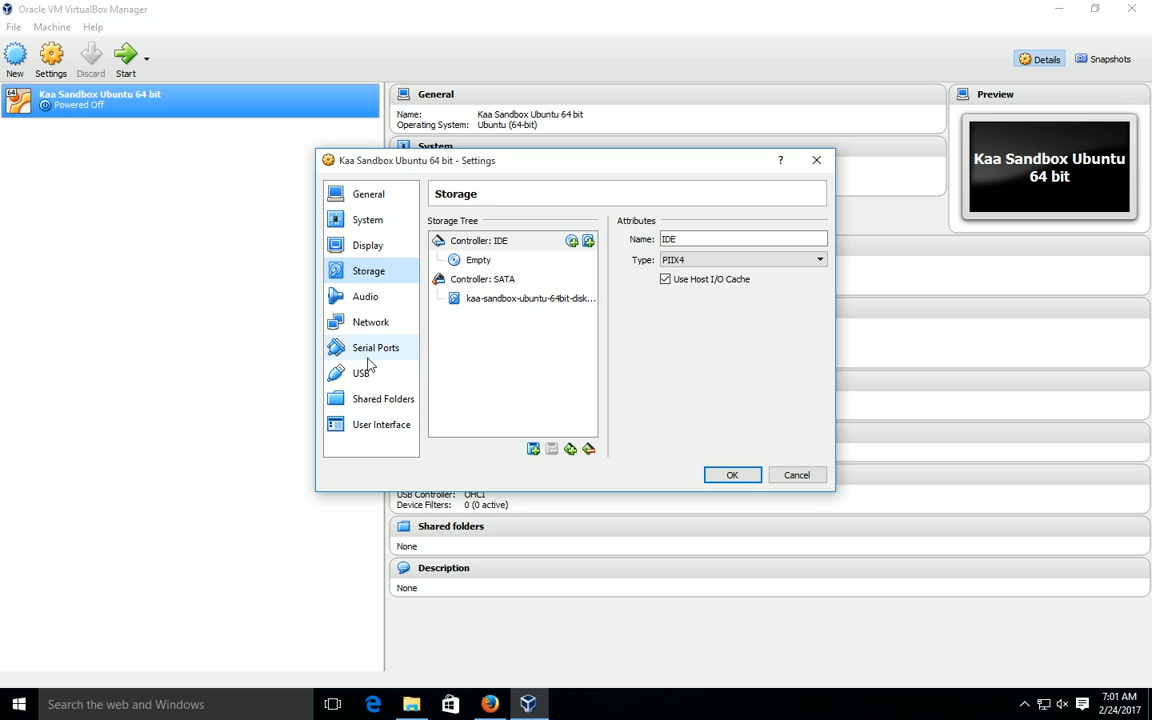 Oracle VM VirtualBox Manager
File Machine Help
New Settings Discard Start
Details Snapshots
64
Kaa Sandbox Ubuntu 64 bit
Powered Off
General
Name: Kaa Sandbox Ubuntu 64 bit
Operating System: Ubuntu (64-bit)
System
Preview
Kaa Sandbox Ubuntu
64 bit
Kaa Sandbox Ubuntu 64 bit - Settings
?
General
System
Display
Storage
Audio
Network
Serial Ports
USB
Shared Folders
User Interface
Storage
Storage Tree
Controller: IDE
Empty
Controller: SATA
kaa-sandbox-ubuntu-64bit-disk...
Attributes
Name: IDE
Type: PIIX4
Use Host I/O Cache
OK Cancel
USB Controller: OHCI
Device Filters: 0 (0 active)
Shared folders
None
Description
None
Search the web and Windows
7:01 AM
2/24/2017